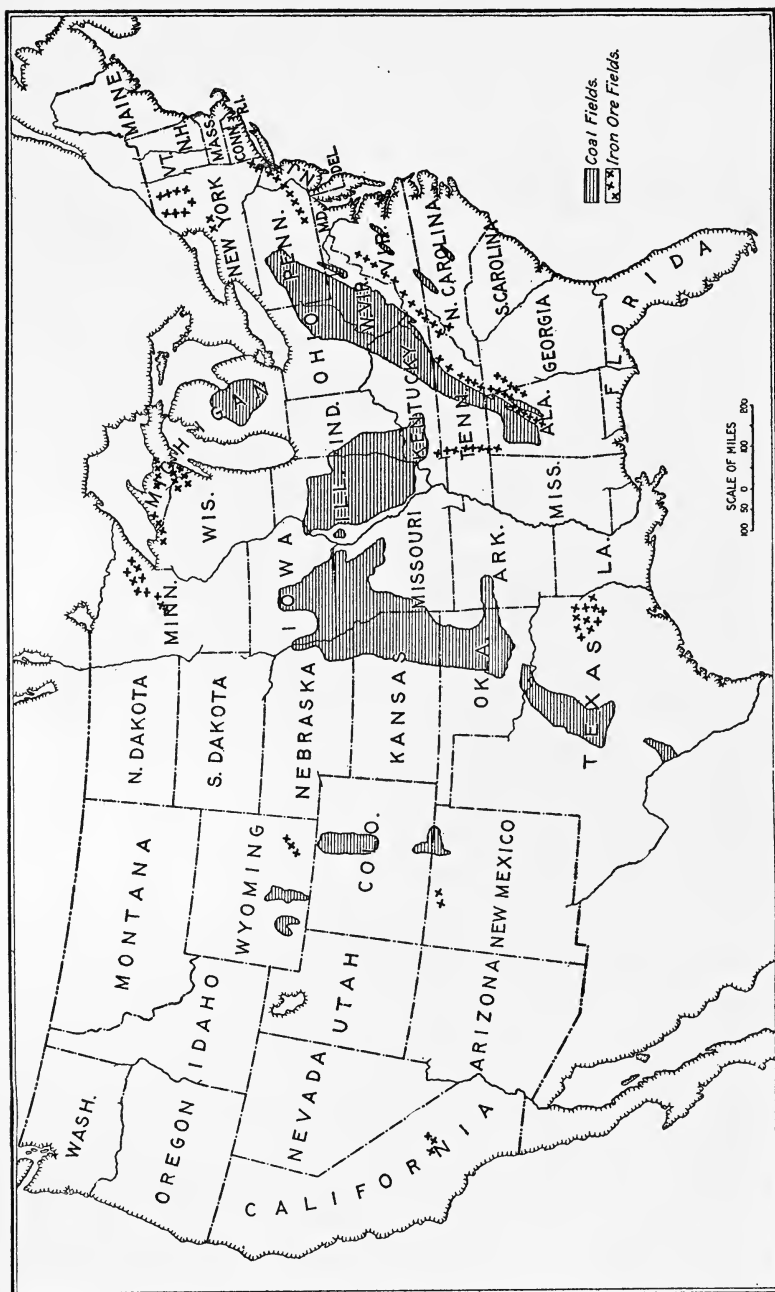 WASH.
OREGON
CALIFORNIA
NEVADA
IDAHO
MONTANA
WYOMING
UTAH
COLO.
ARIZONA
NEW MEXICO
N. DAKOTA
S. DAKOTA
NEBRASKA
KANSAS
OKLA.
TEXAS
MINN.
IOWA
MISSOURI
ARK.
LA.
WIS.
MICHIGAN
ILL.
IND.
OHIO
KENTUCKY
TENN
MISS.
ALA.
GEORGIA
FLORIDA
S. CAROLINA
N. CAROLINA
VIR.
W. VIR.
MD.
DEL.
N.J.
PENN.
NEW YORK
CONN.
R.I.
MASS.
VT.
N.H.
MAINE
Coal Fields.
Iron Ore Fields.
SCALE OF MILES
100 50 0 100 200